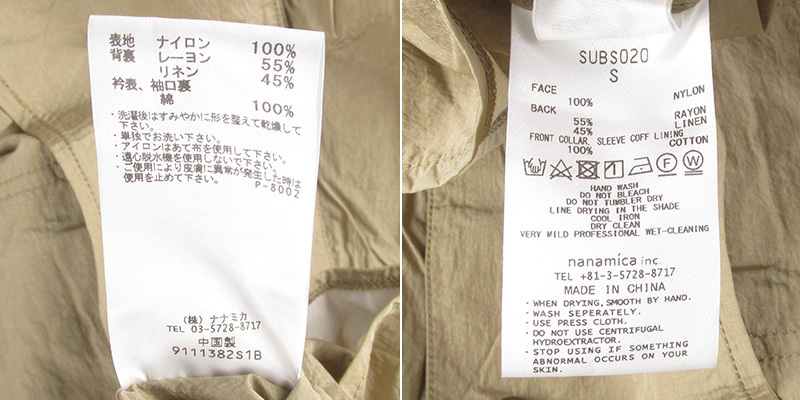 表地 ナイロン 100%
背裏 レーヨン 55%
リネン 45%
衿表、袖口裏
綿 100%
・洗濯後はすみやかに形を整えて乾燥して
下さい。
・単独でお洗い下さい。
・アイロンはあて布を使用して下さい。
・遠心脱水機を使用しないで下さい。
・ご使用により皮膚に異常が発生した時は
使用を止めて下さい。
P-8002
(株) ナナミカ
TEL 03-5728-8717
中国製
9111382S1B
SUBS020
S
FACE
100% NYLON
BACK
55% RAYON
45% LINEN
FRONT COLLAR, SLEEVE COFF LINING
100% COTTON
HAND WASH
DO NOT BLEACH
DO NOT TUMBLER DRY
LINE DRYING IN THE SHADE
COOL IRON
DRY CLEAN
VERY MILD PROFESSIONAL WET-CLEANING
nanamica inc.
TEL +81-3-5728-8717
MADE IN CHINA
・WHEN DRYING, SMOOTH BY HAND.
・WASH SEPERATELY.
・USE PRESS CLOTH.
・DO NOT USE CENTRIFUGAL
HYDROEXTRACTOR.
・STOP USING IF SOMETHING
ABNORMAL OCCURS ON YOUR
SKIN.